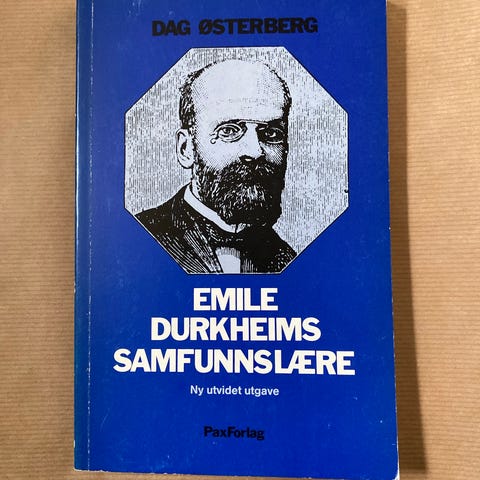 DAG ØSTERBERG
EMILE
DURKHEIMS
SAMFUNNSLÆRE
Ny utvidet utgave
PaxForlag